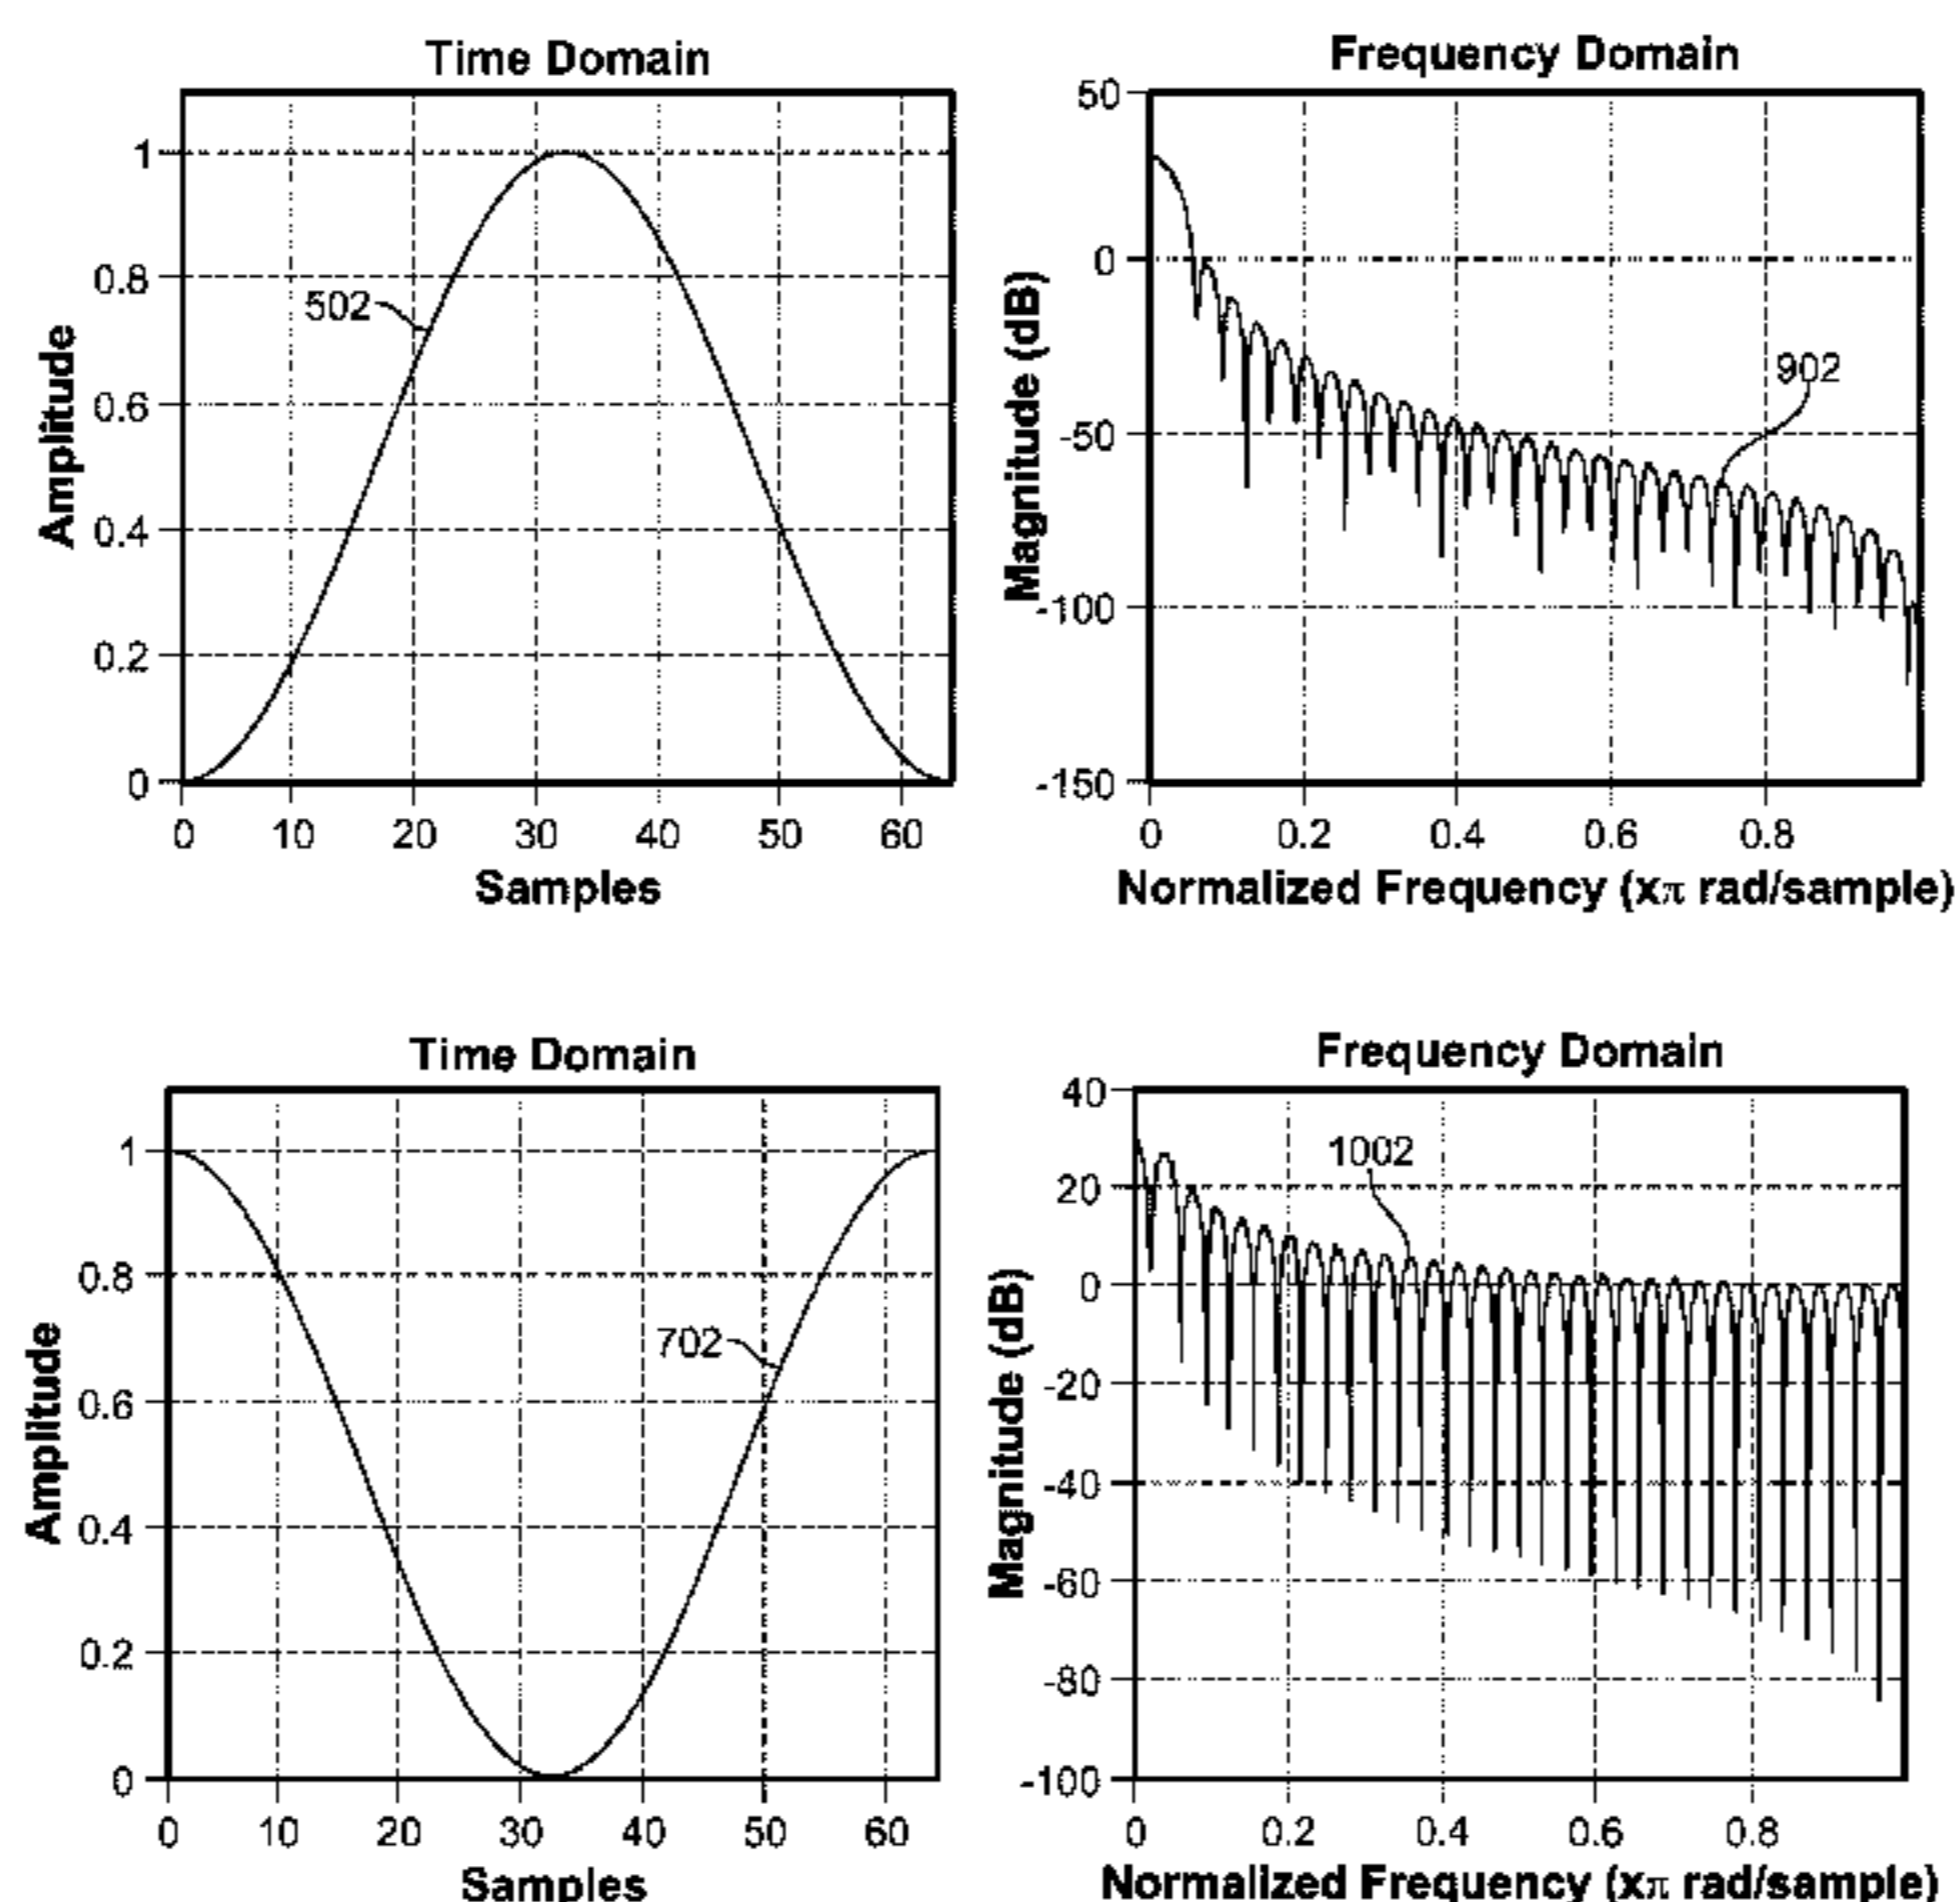 Time Domain
Amplitude
1
0.8
0.6
0.4
0.2
0
502
0 10 20 30 40 50 60
Samples
Frequency Domain
Magnitude (dB)
50
0
-50
-100
-150
902
0 0.2 0.4 0.6 0.8
Normalized Frequency (xπ rad/sample)
Time Domain
Amplitude
1
0.8
0.6
0.4
0.2
0
702
0 10 20 30 40 50 60
Samples
Frequency Domain
Magnitude (dB)
40
20
0
-20
-40
-60
-80
-100
1002
0 0.2 0.4 0.6 0.8
Normalized Frequency (xπ rad/sample)